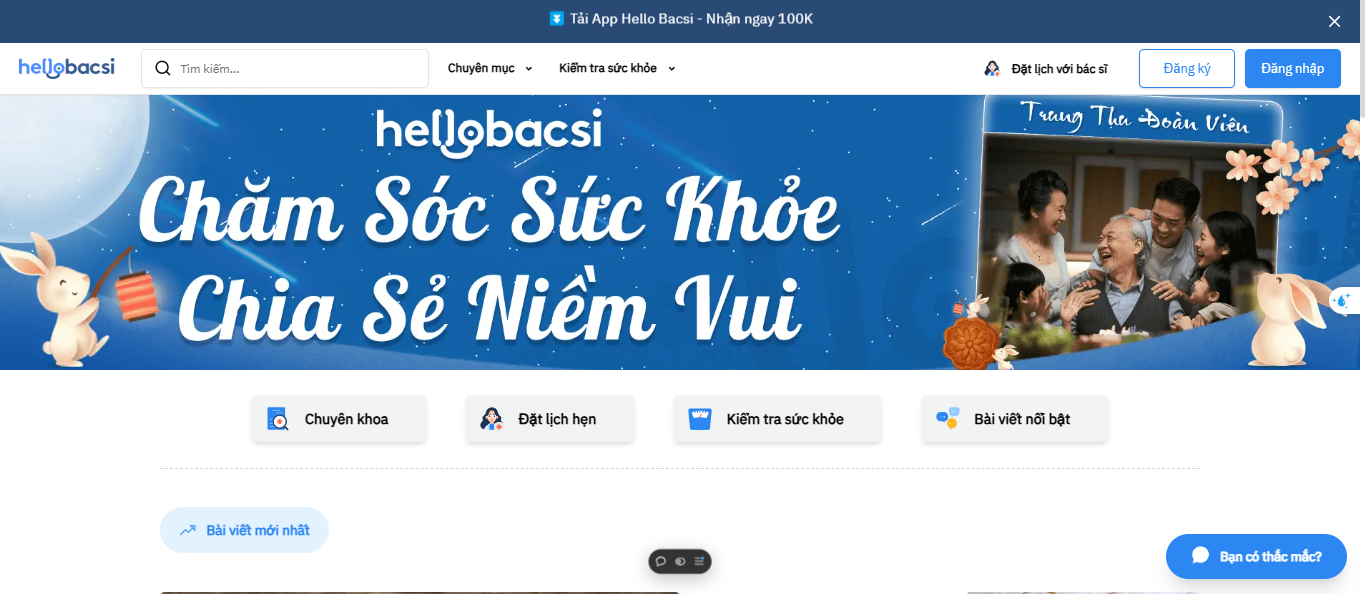 Tải App Hello Bacsi - Nhận ngay 100K
hellobacsi
Tìm kiếm...
Chuyên mục
Kiểm tra sức khỏe
Đặt lịch với bác sĩ
Đăng ký
Đăng nhập
hellobacsi
Trung Thu Đoàn Viên
Chăm Sóc Sức Khỏe
Chia Sẻ Niềm Vui
Chuyên khoa
Đặt lịch hẹn
Kiểm tra sức khỏe
Bài viết nổi bật
Bài viết mới nhất
Bạn có thắc mắc?